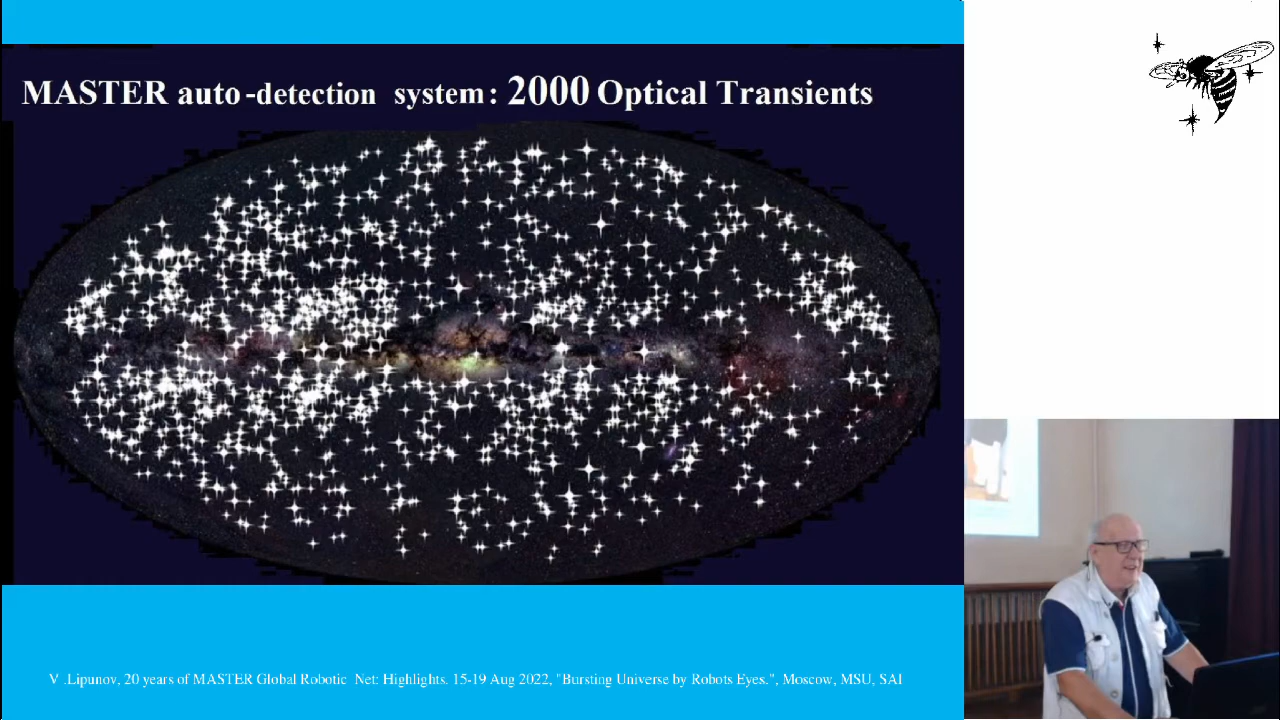 MASTER auto-detection system: 2000 Optical Transients
V .Lipunov, 20 years of MASTER Global Robotic Net: Highlights. 15-19 Aug 2022, "Bursting Universe by Robots Eyes.", Moscow, MSU, SAI